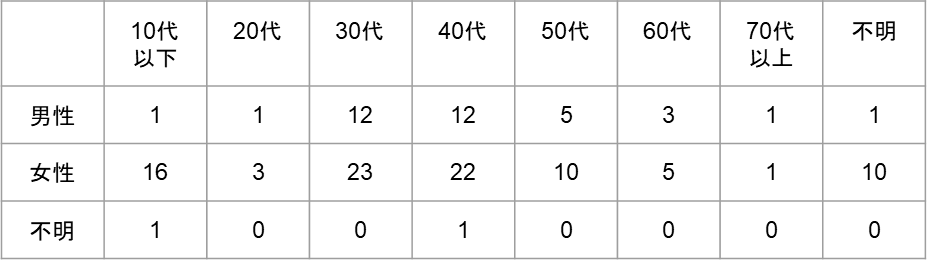 10代以下 20代 30代 40代 50代 60代 70代以上 不明
男性 1 1 12 12 5 3 1 1
女性 16 3 23 22 10 5 1 10
不明 1 0 0 1 0 0 0 0